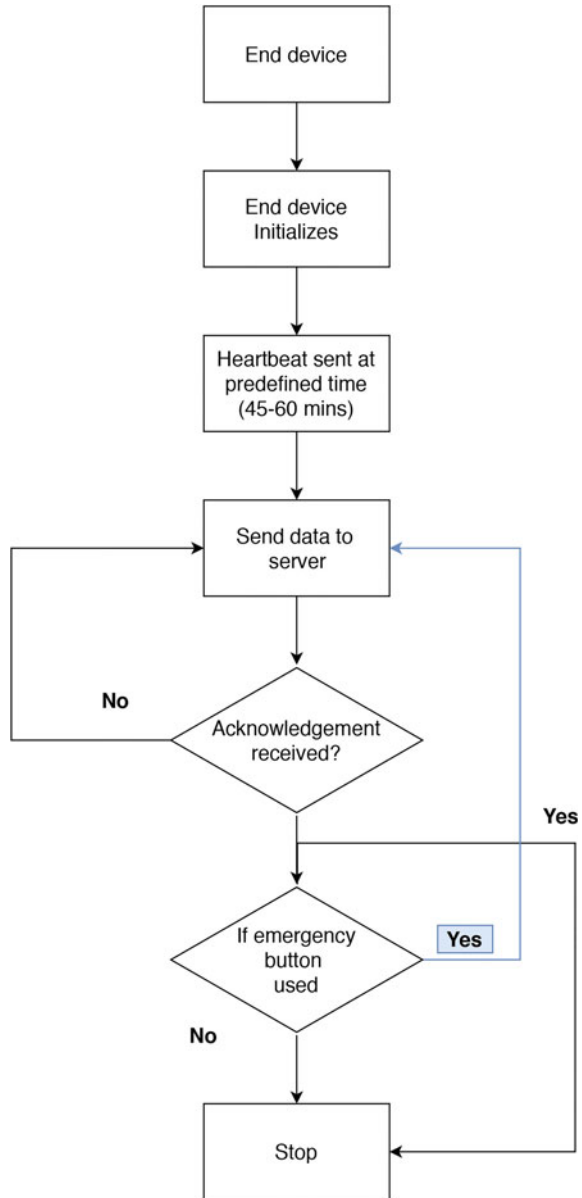 End device
End device
Initializes
Heartbeat sent at
predefined time
(45-60 mins)
Send data to
server
No
Acknowledgement
received?
Yes
If emergency
button
used
Yes
No
Stop